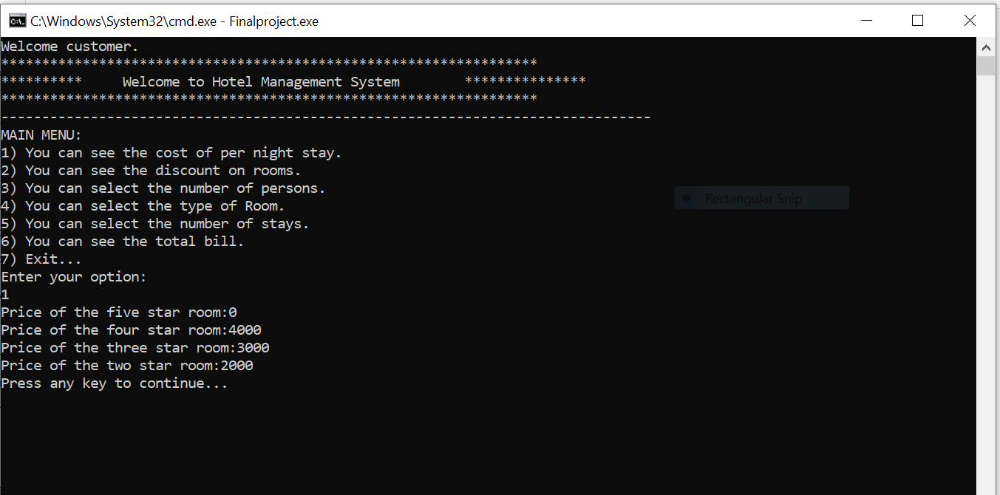 C:\Windows\System32\cmd.exe - Finalproject.exe
Welcome customer.
******************************************************************
**********     Welcome to Hotel Management System        ***************
******************************************************************
--------------------------------------------------------------------------------
MAIN MENU:
1) You can see the cost of per night stay.
2) You can see the discount on rooms.
3) You can select the number of persons.
4) You can select the type of Room.
5) You can select the number of stays.
6) You can see the total bill.
7) Exit...
Enter your option:
1
Price of the five star room:0
Price of the four star room:4000
Price of the three star room:3000
Price of the two star room:2000
Press any key to continue...
Rectangular Snip